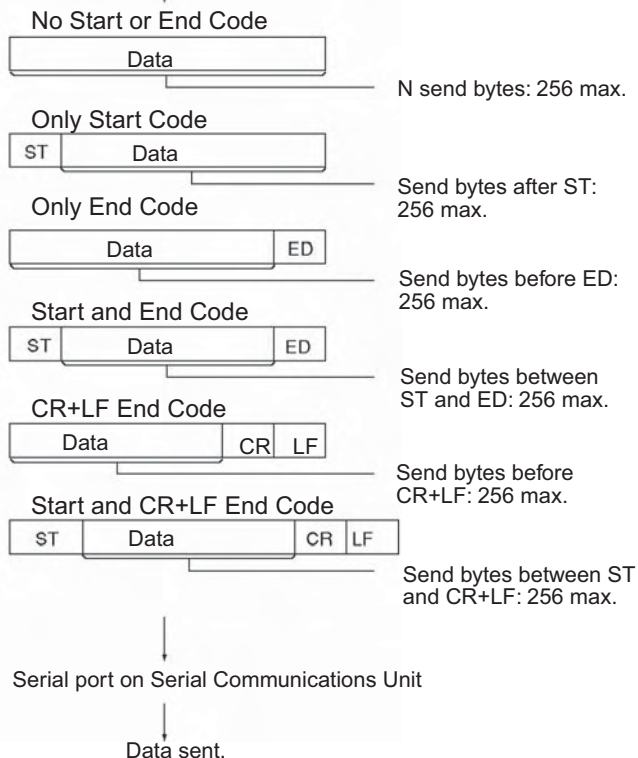 No Start or End Code
Data
N send bytes: 256 max.
Only Start Code
ST Data
Send bytes after ST:
256 max.
Only End Code
Data ED
Send bytes before ED:
256 max.
Start and End Code
ST Data ED
Send bytes between
ST and ED: 256 max.
CR+LF End Code
Data CR LF
Send bytes before
CR+LF: 256 max.
Start and CR+LF End Code
ST Data CR LF
Send bytes between ST
and CR+LF: 256 max.
Serial port on Serial Communications Unit
Data sent.